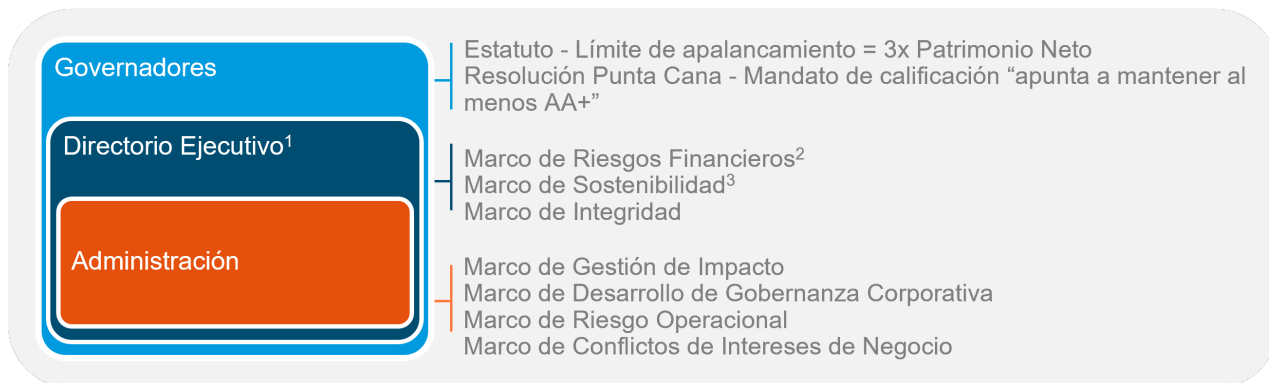 Governadores
Estatuto - Límite de apalancamiento = 3x Patrimonio Neto
Resolución Punta Cana - Mandato de calificación “apunta a mantener al
menos AA+”
Directorio Ejecutivo¹
Marco de Riesgos Financieros²
Marco de Sostenibilidad³
Marco de Integridad
Administración
Marco de Gestión de Impacto
Marco de Desarrollo de Gobernanza Corporativa
Marco de Riesgo Operacional
Marco de Conflictos de Intereses de Negocio